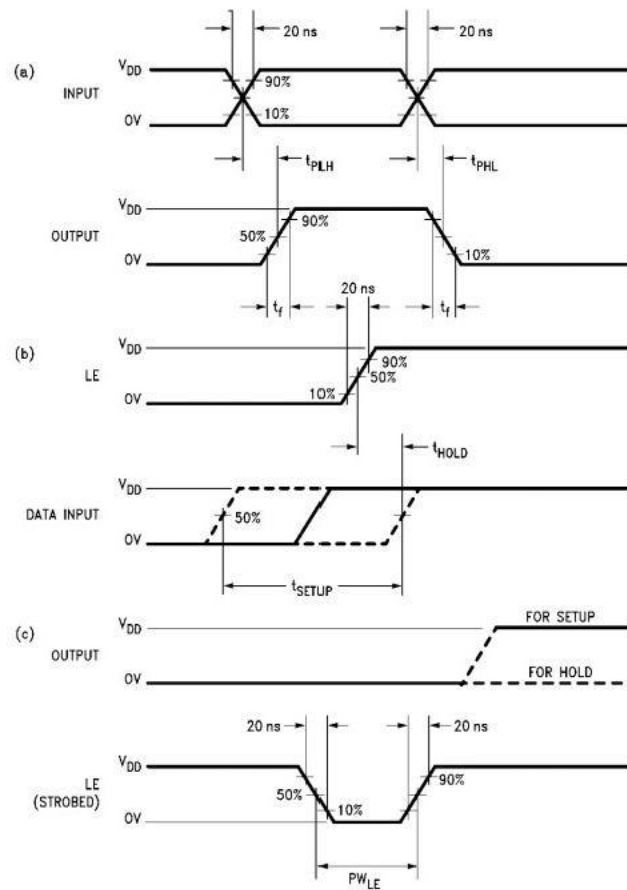 20 ns 20 ns
(a)
VDD
INPUT
90%
10%
0V
tPILH tPHL
VDD
OUTPUT
90%
50%
10%
0V
tf tf
20 ns
(b)
VDD
LE
90%
50%
10%
0V
tHOLD
VDD
DATA INPUT
50%
0V
tSETUP
(c)
VDD
FOR SETUP
OUTPUT
FOR HOLD
0V
20 ns 20 ns
VDD
LE
(STROBED)
90%
50%
10%
0V
PWLE